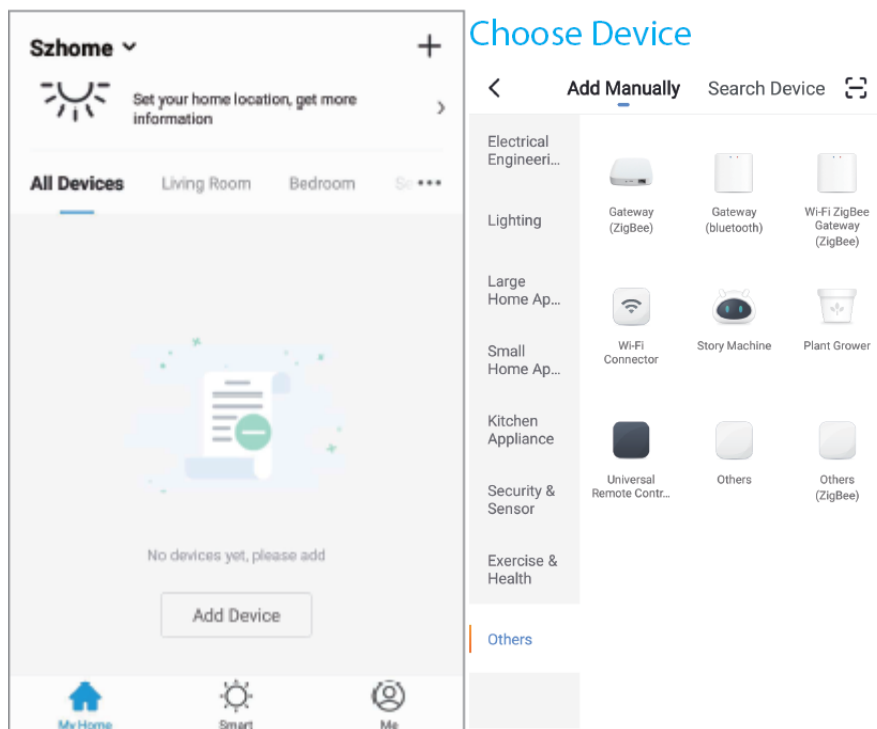 Szhome
Set your home location, get more
information
All Devices Living Room Bedroom
No devices yet, please add
Add Device
My Home Smart Me
Choose Device
Add Manually Search Device
Electrical
Engineeri...
Lighting
Large
Home Ap...
Small
Home Ap...
Kitchen
Appliance
Security &
Sensor
Exercise &
Health
Others
Gateway
(ZigBee)
Gateway
(bluetooth)
Wi-Fi ZigBee
Gateway
(ZigBee)
Wi-Fi
Connector
Story Machine
Plant Grower
Universal
Remote Contr...
Others
Others
(ZigBee)